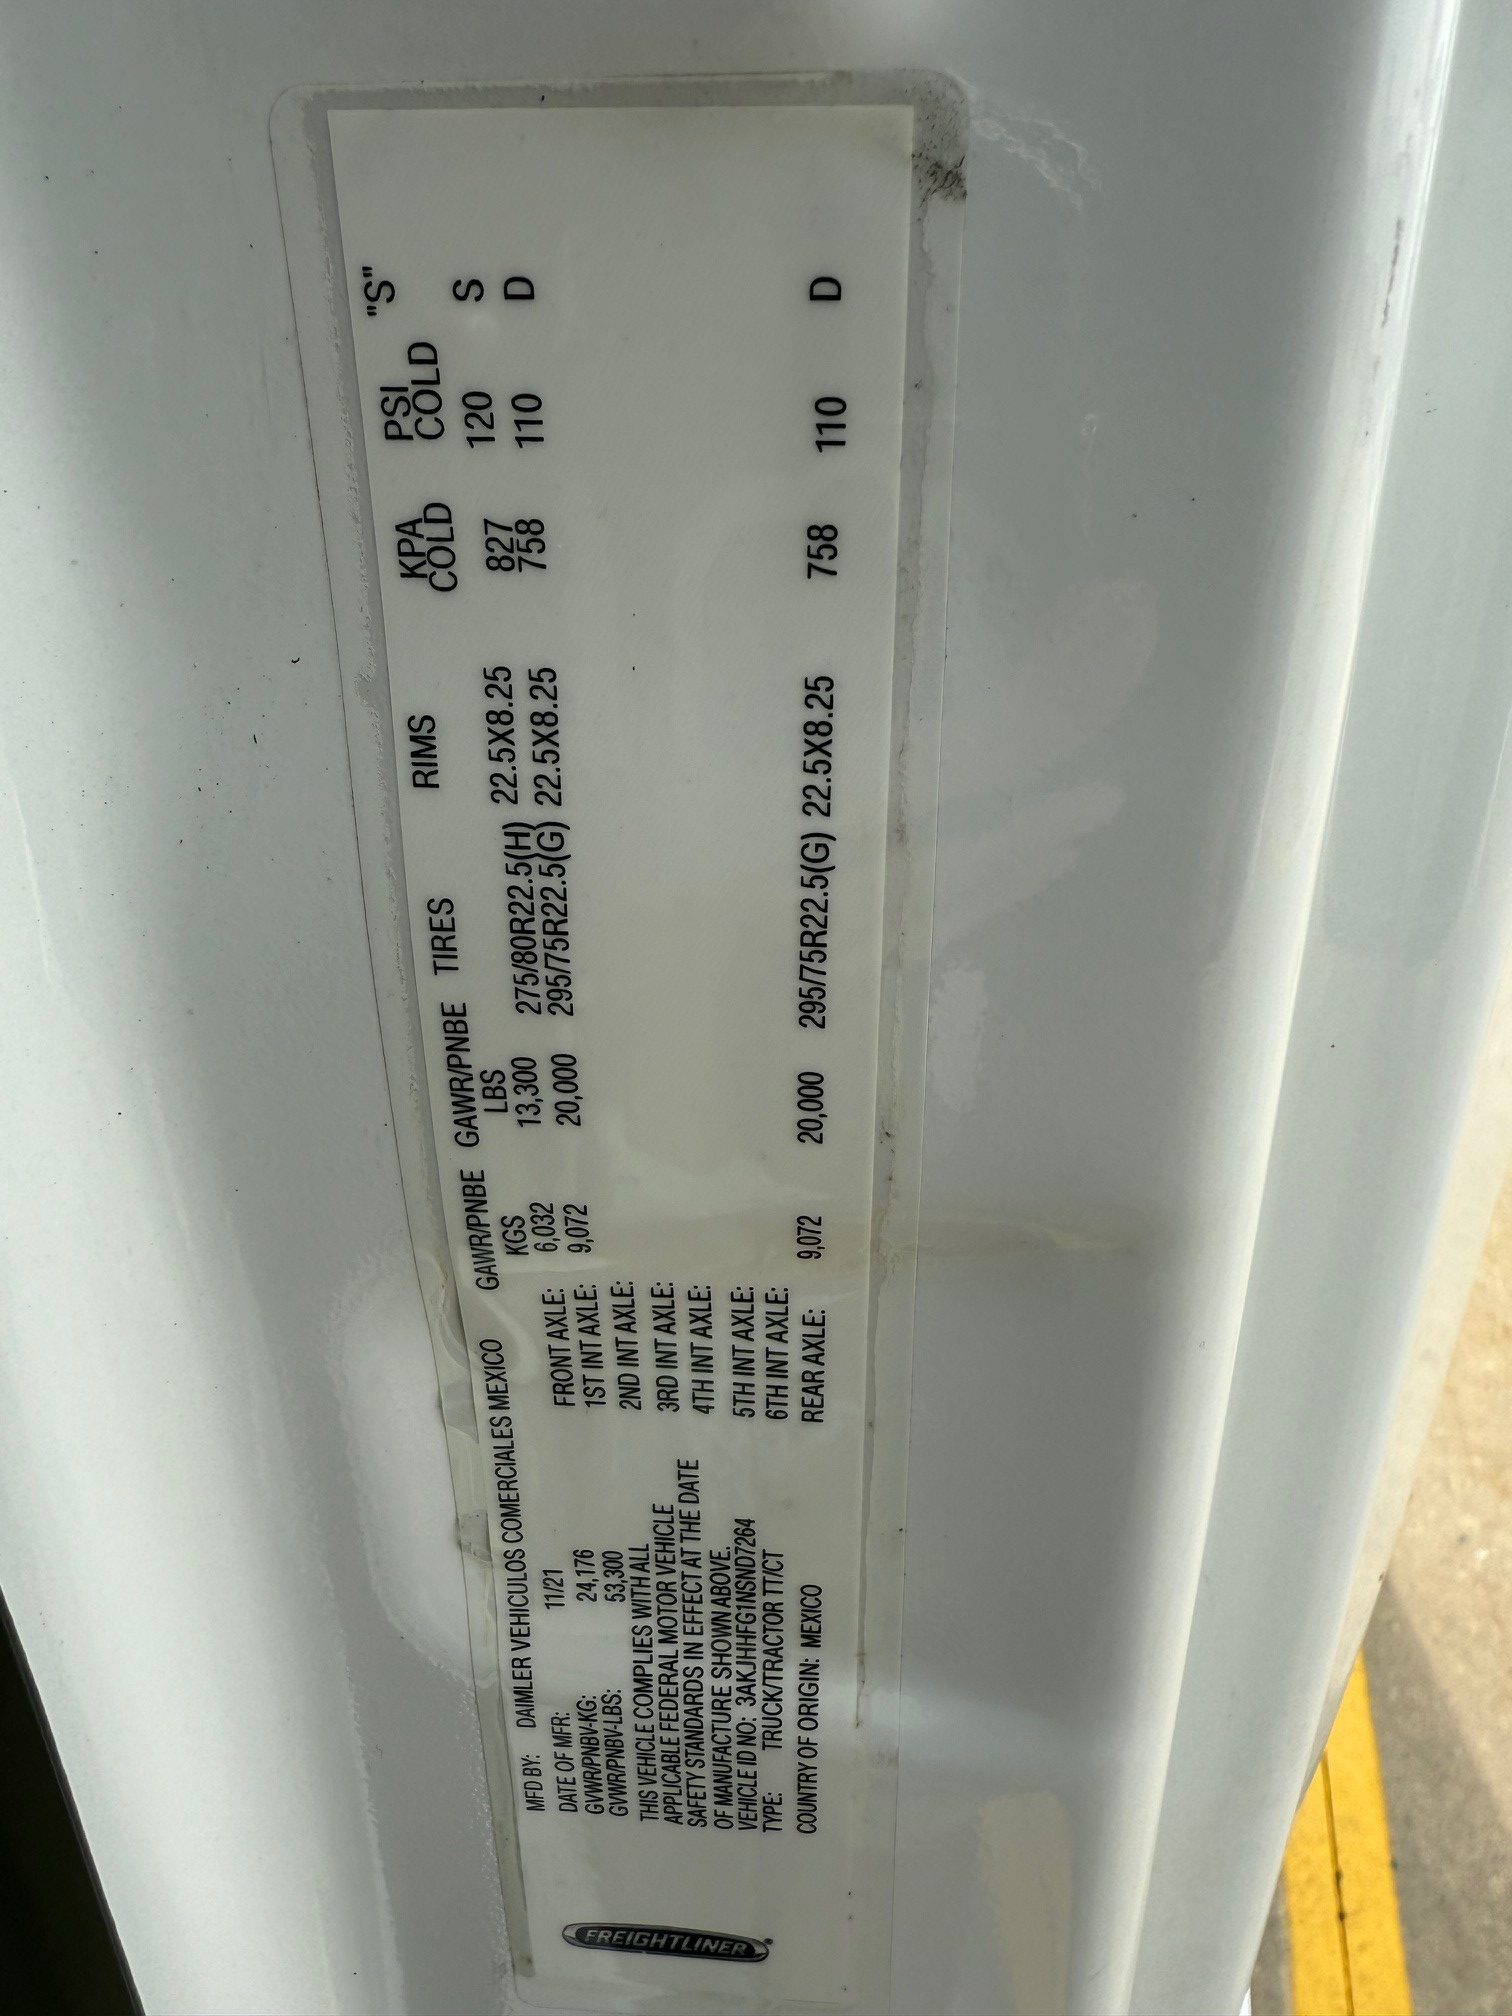 FREIGHTLINER
MFD BY: DAIMLER VEHICULOS COMERCIALES MEXICO
DATE OF MFR: 11/21
GVWR/PNBV-KG: 24,176
GVWR/PNBV-LBS: 53,300
THIS VEHICLE COMPLIES WITH ALL
APPLICABLE FEDERAL MOTOR VEHICLE
SAFETY STANDARDS IN EFFECT AT THE DATE
OF MANUFACTURE SHOWN ABOVE.
VEHICLE ID NO: 3AKJHHFG1NSND7264
TYPE: TRUCK/TRACTOR TT/CT
COUNTRY OF ORIGIN: MEXICO
GAWR/PNBE GAWR/PNBE TIRES RIMS KPA PSI "S"
KGS LBS COLD COLD
FRONT AXLE: 6,032 13,300 275/80R22.5(H) 22.5X8.25 827 120 S
1ST INT AXLE: 9,072 20,000 295/75R22.5(G) 22.5X8.25 758 110 D
2ND INT AXLE:
3RD INT AXLE:
4TH INT AXLE:
5TH INT AXLE:
6TH INT AXLE:
REAR AXLE: 9,072 20,000 295/75R22.5(G) 22.5X8.25 758 110 D